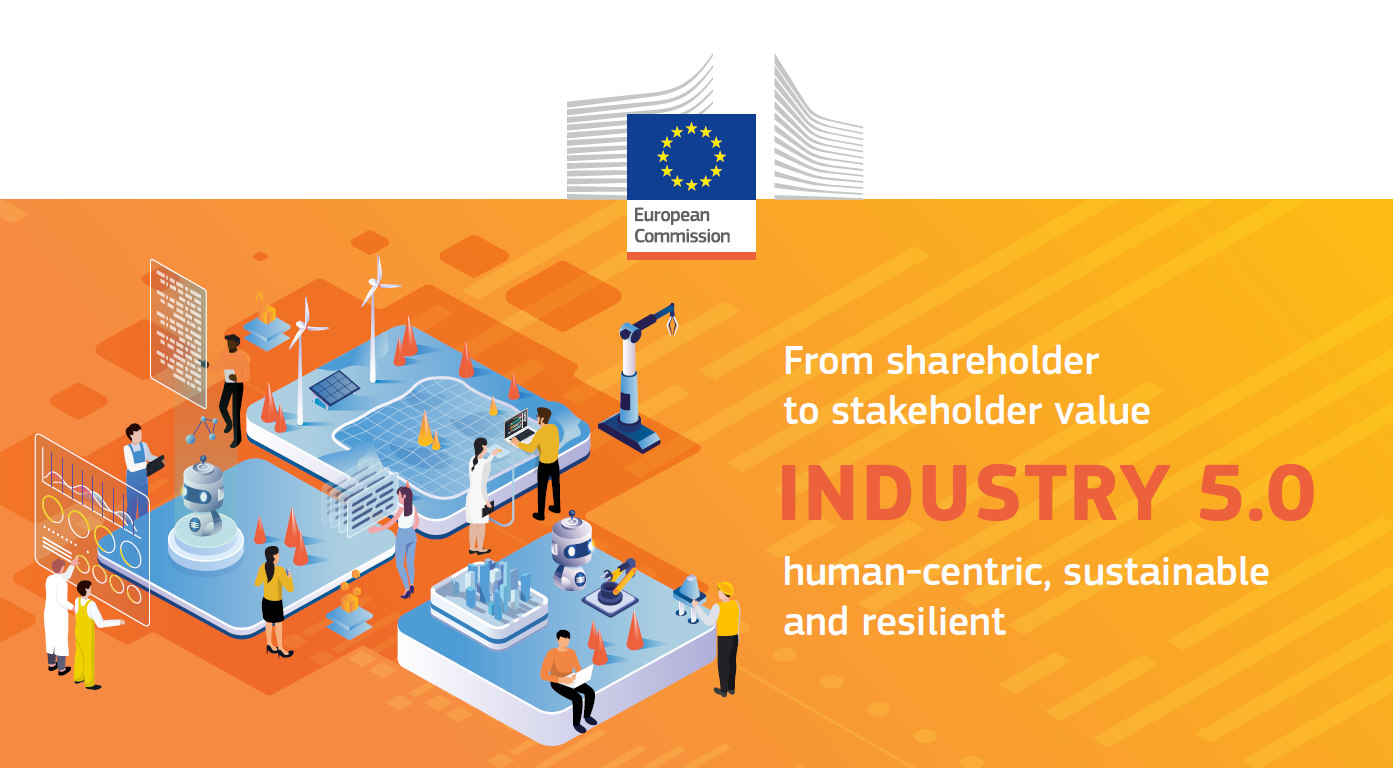 European
Commission
From shareholder
to stakeholder value
INDUSTRY 5.0
human-centric, sustainable
and resilient